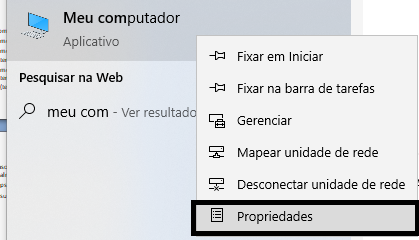 Meu computador
Aplicativo
Pesquisar na Web
meu com - Ver resultado
Fixar em Iniciar
Fixar na barra de tarefas
Gerenciar
Mapear unidade de rede
Desconectar unidade de rede
Propriedades